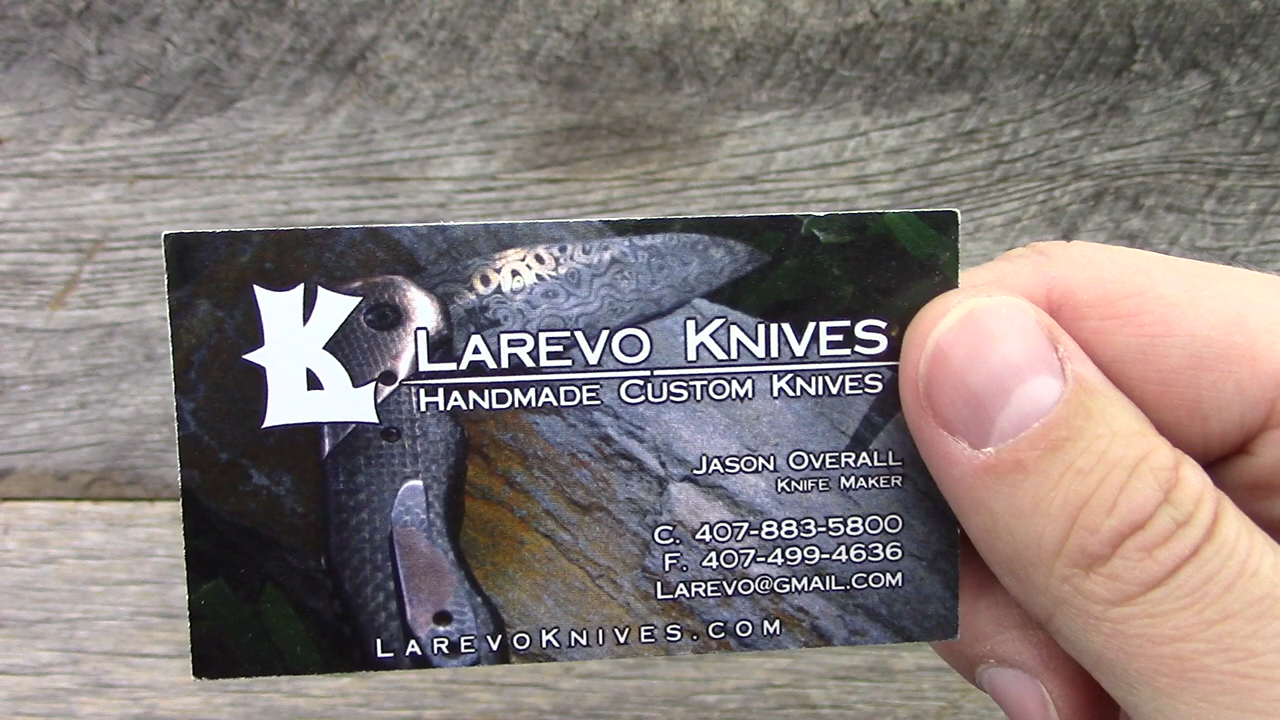 LAREVO KNIVES
HANDMADE CUSTOM KNIVES
JASON OVERALL
KNIFE MAKER
C. 407-883-5800
F. 407-499-4636
LAREVO@GMAIL.COM
LAREVOKNIVES.COM